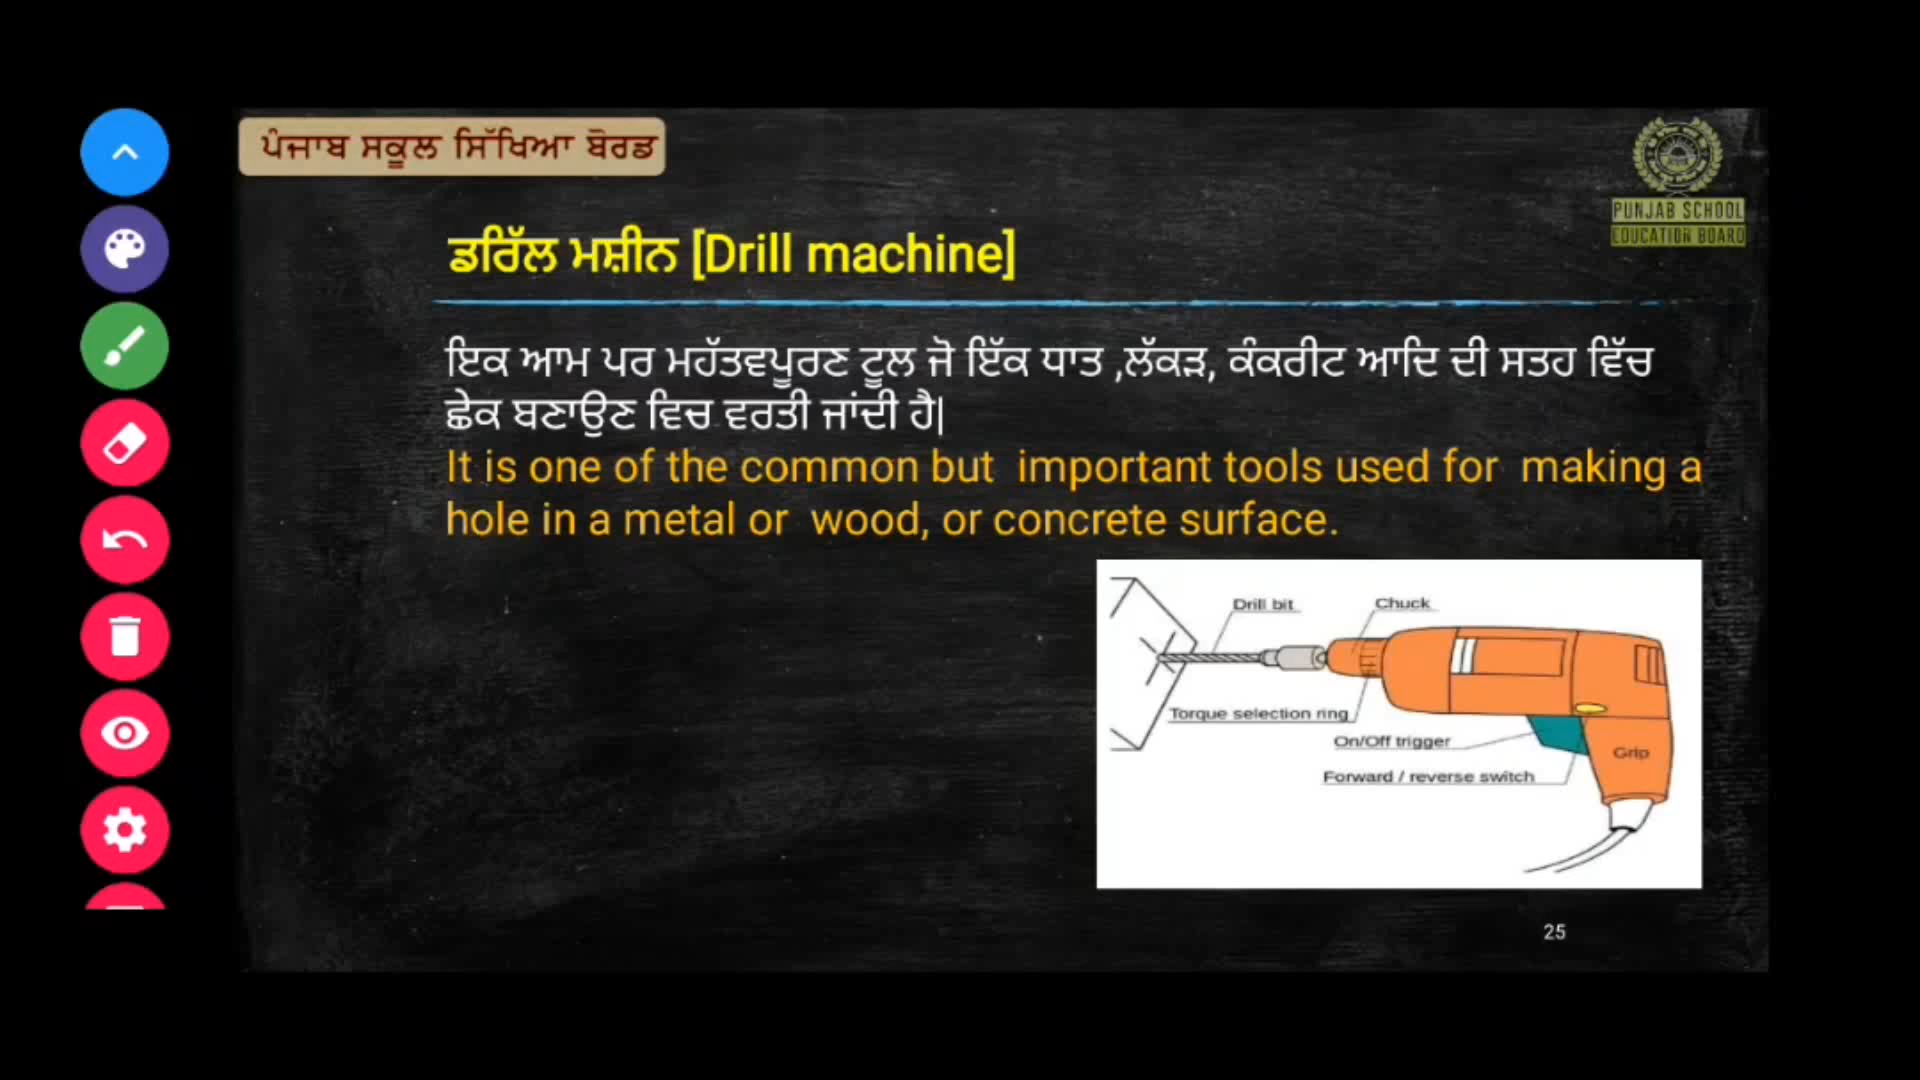 ਪੰਜਾਬ ਸਕੂਲ ਸਿੱਖਿਆ ਬੋਰਡ
PUNJAB SCHOOL
EDUCATION BOARD
ਡਰਿੱਲ ਮਸ਼ੀਨ [Drill machine]
ਇਕ ਆਮ ਪਰ ਮਹੱਤਵਪੂਰਣ ਟੂਲ ਜੋ ਇੱਕ ਧਾਤ ,ਲੱਕੜ, ਕੰਕਰੀਟ ਆਦਿ ਦੀ ਸਤਹ ਵਿੱਚ
ਛੇਕ ਬਣਾਉਣ ਵਿਚ ਵਰਤੀ ਜਾਂਦੀ ਹੈ|
It is one of the common but important tools used for making a
hole in a metal or wood, or concrete surface.
Drill bit
Chuck
Torque selection ring
On/Off trigger
Grip
Forward / reverse switch
25